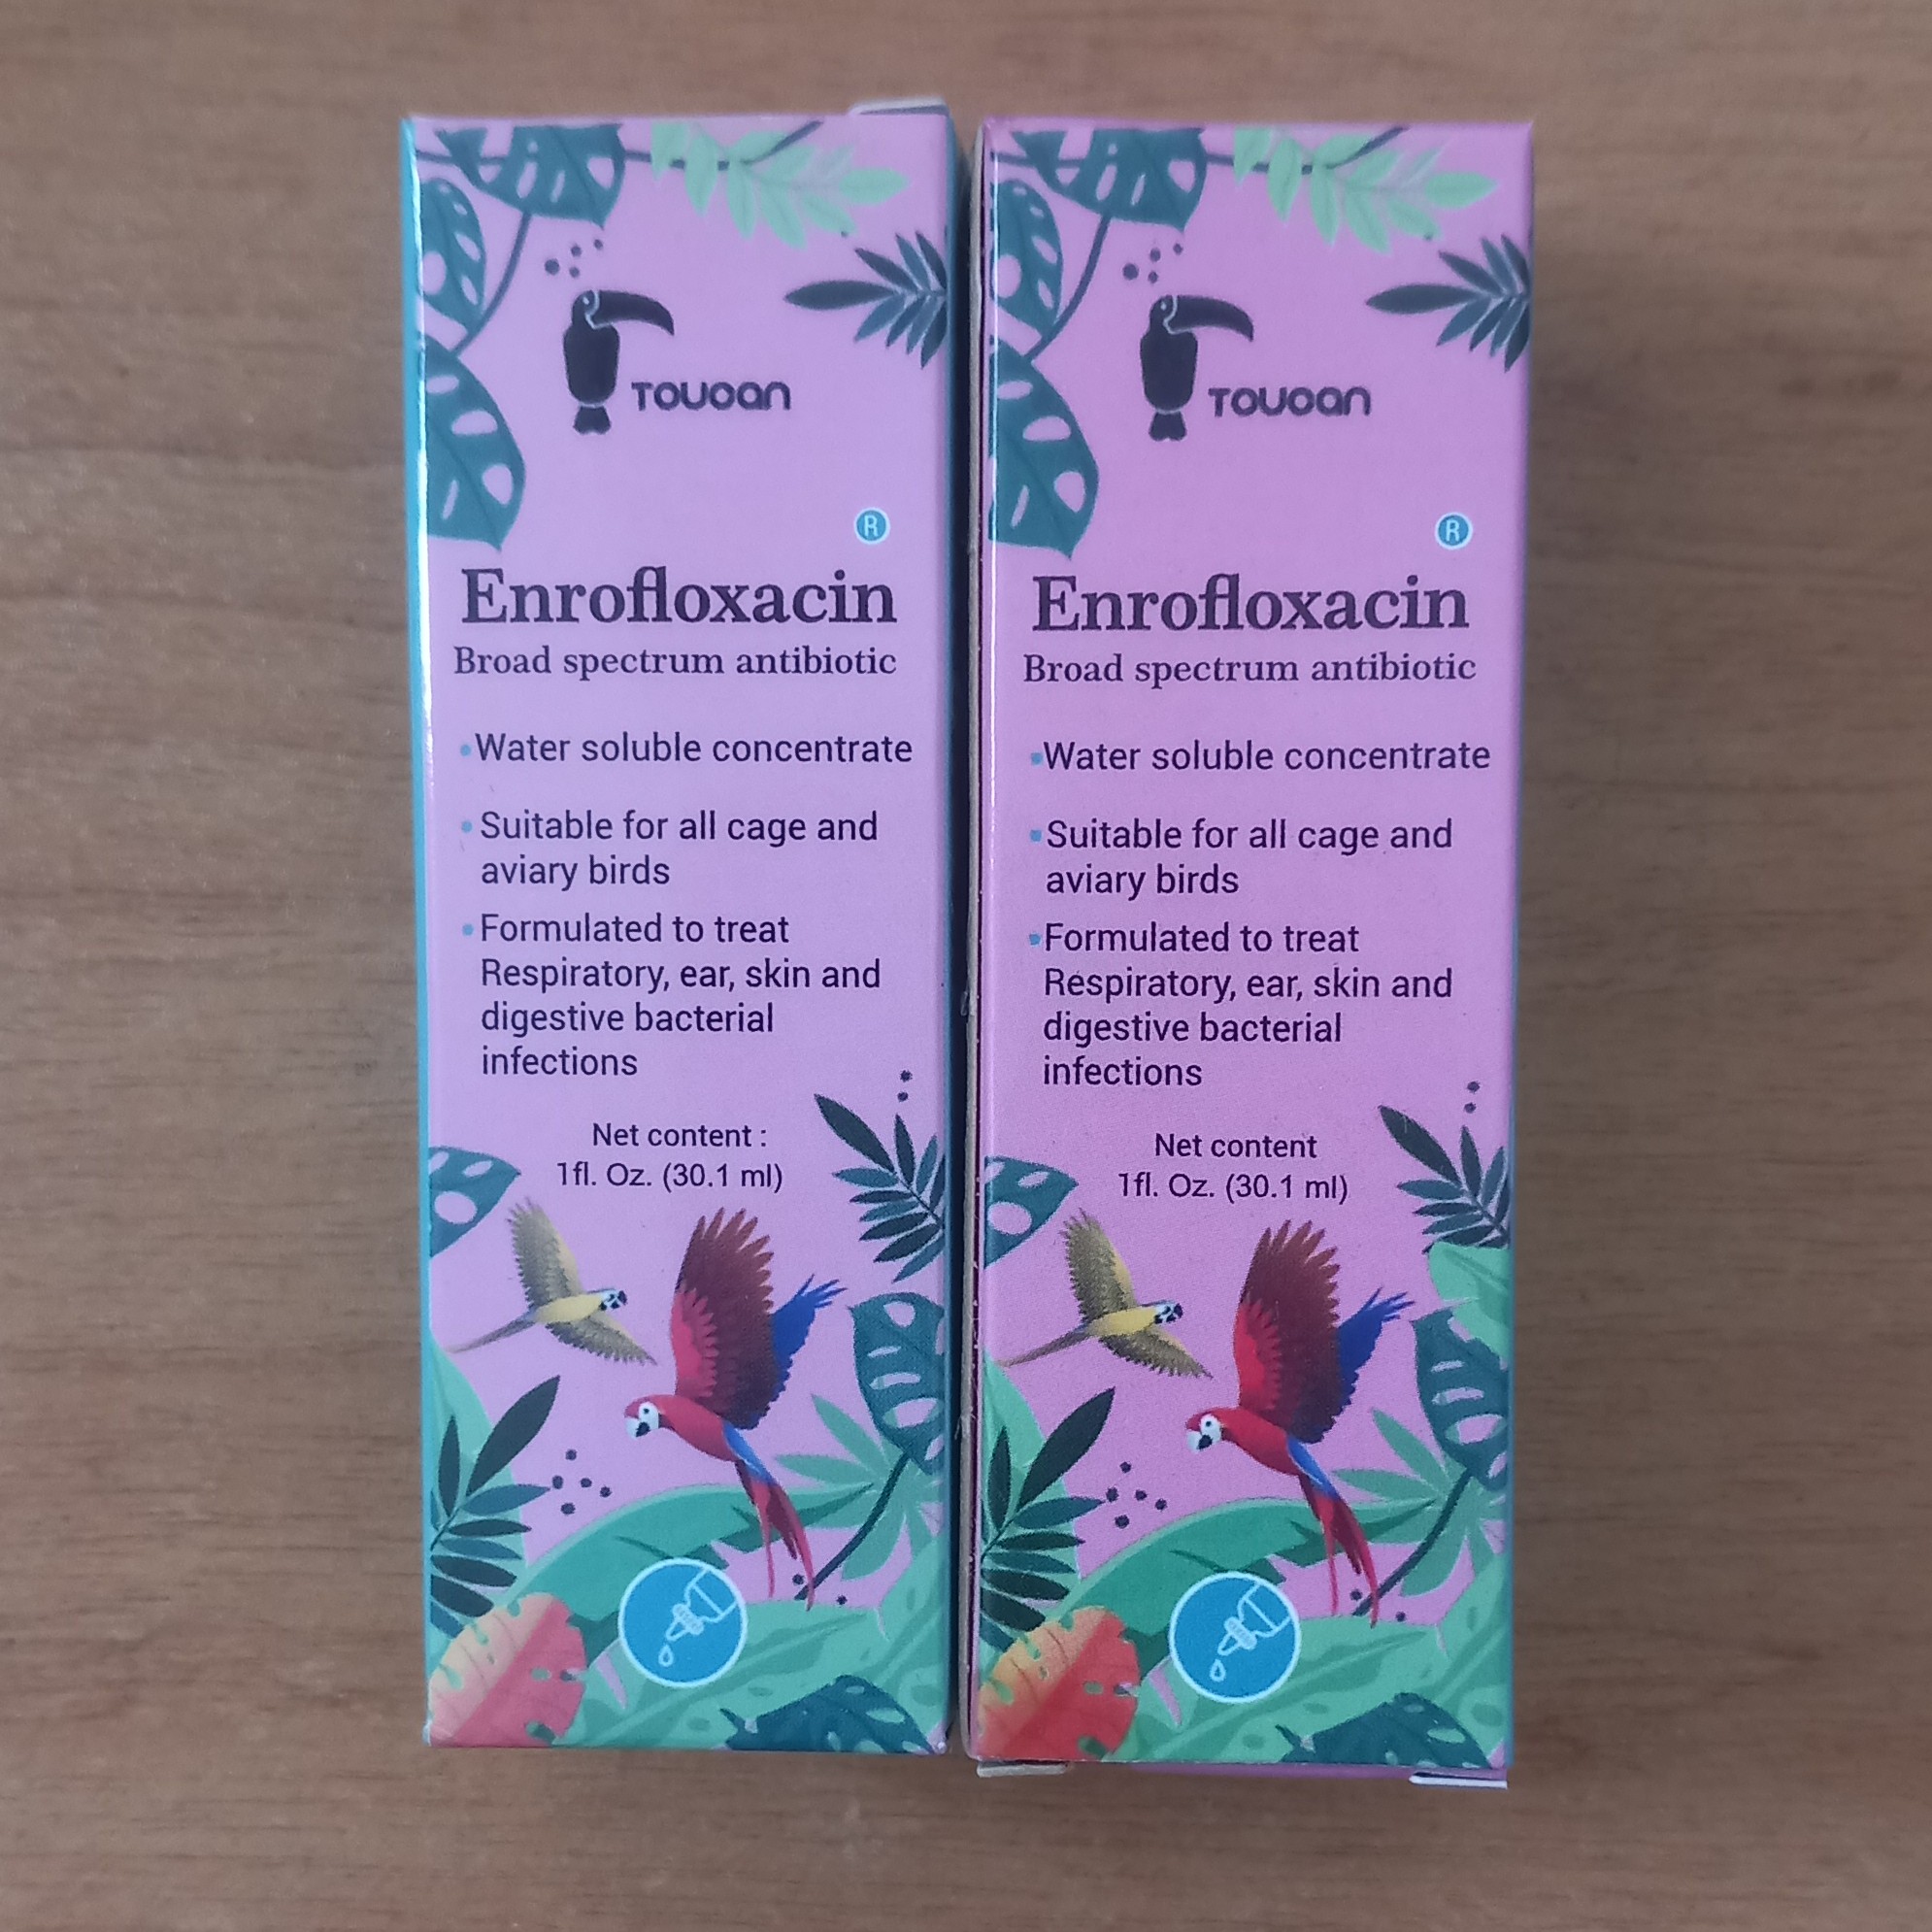 TOUCAN
®
Enrofloxacin
Broad spectrum antibiotic
•Water soluble concentrate
•Suitable for all cage and
aviary birds
•Formulated to treat
Respiratory, ear, skin and
digestive bacterial
infections
Net content :
1fl. Oz. (30.1 ml)
TOUCAN
®
Enrofloxacin
Broad spectrum antibiotic
•Water soluble concentrate
•Suitable for all cage and
aviary birds
•Formulated to treat
Respiratory, ear, skin and
digestive bacterial
infections
Net content
1fl. Oz. (30.1 ml)